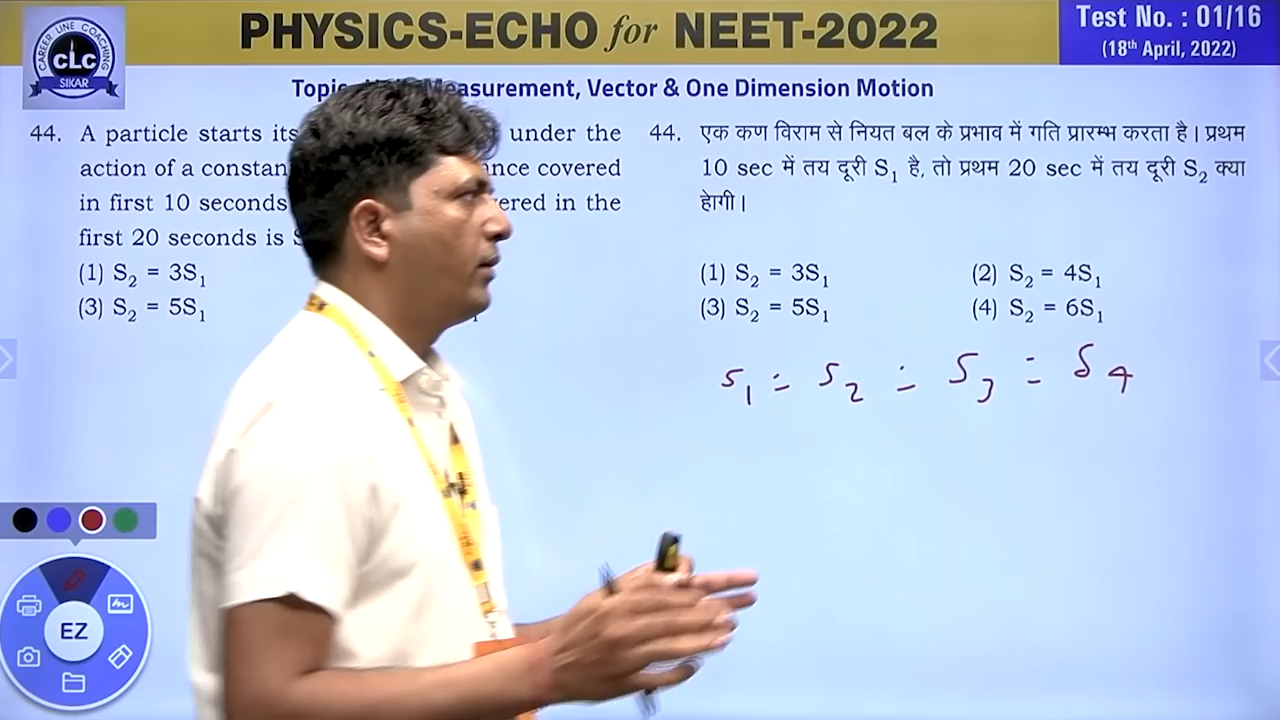 PHYSICS-ECHO for NEET-2022
Test No. : 01/16
(18th April, 2022)
CAREER LINE COACHING
CLC
SIKAR
Measurement, Vector & One Dimension Motion
44. A particle starts its under the
action of a constan covered
in first 10 seconds in the
first 20 seconds is
(1) S₂ = 3S₁
(3) S₂ = 5S₁
44. एक कण विराम से नियत बल के प्रभाव में गति प्रारम्भ करता है। प्रथम
10 sec में तय दूरी S₁ है, तो प्रथम 20 sec में तय दूरी S₂ क्या
हेागी।
(1) S₂ = 3S₁ (2) S₂ = 4S₁
(3) S₂ = 5S₁ (4) S₂ = 6S₁
S₁ = S₂ = S₃ = S₄
EZ